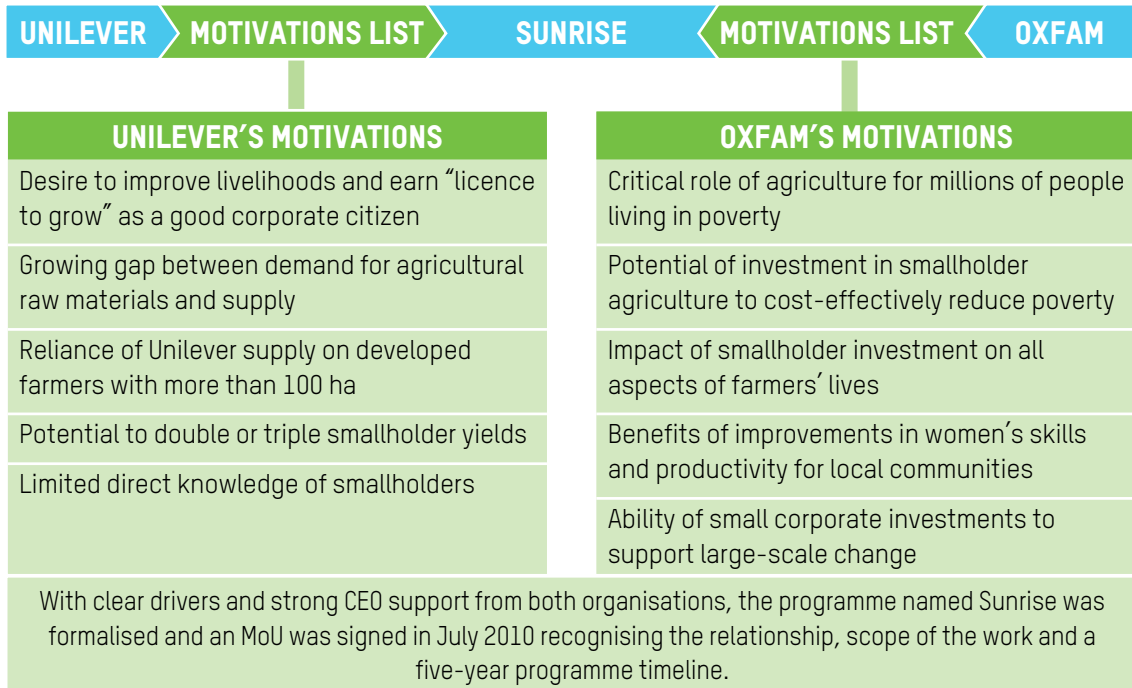 UNILEVER MOTIVATIONS LIST SUNRISE MOTIVATIONS LIST OXFAM
UNILEVER'S MOTIVATIONS
Desire to improve livelihoods and earn “licence
to grow” as a good corporate citizen
Growing gap between demand for agricultural
raw materials and supply
Reliance of Unilever supply on developed
farmers with more than 100 ha
Potential to double or triple smallholder yields
Limited direct knowledge of smallholders
OXFAM'S MOTIVATIONS
Critical role of agriculture for millions of people
living in poverty
Potential of investment in smallholder
agriculture to cost-effectively reduce poverty
Impact of smallholder investment on all
aspects of farmers' lives
Benefits of improvements in women's skills
and productivity for local communities
Ability of small corporate investments to
support large-scale change
With clear drivers and strong CEO support from both organisations, the programme named Sunrise was
formalised and an MoU was signed in July 2010 recognising the relationship, scope of the work and a
five-year programme timeline.